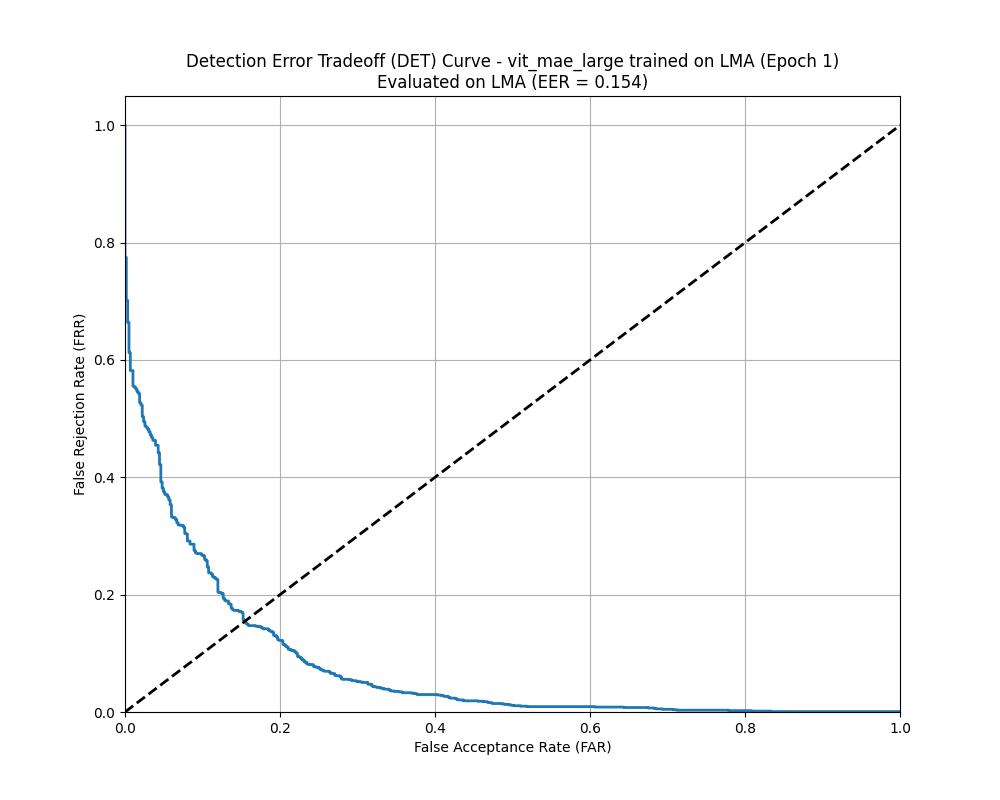 Detection Error Tradeoff (DET) Curve - vit_mae_large trained on LMA (Epoch 1)
Evaluated on LMA (EER = 0.154)
1.0
0.8
0.6
0.4
0.2
0.0
False Rejection Rate (FRR)
0.0 0.2 0.4 0.6 0.8 1.0
False Acceptance Rate (FAR)